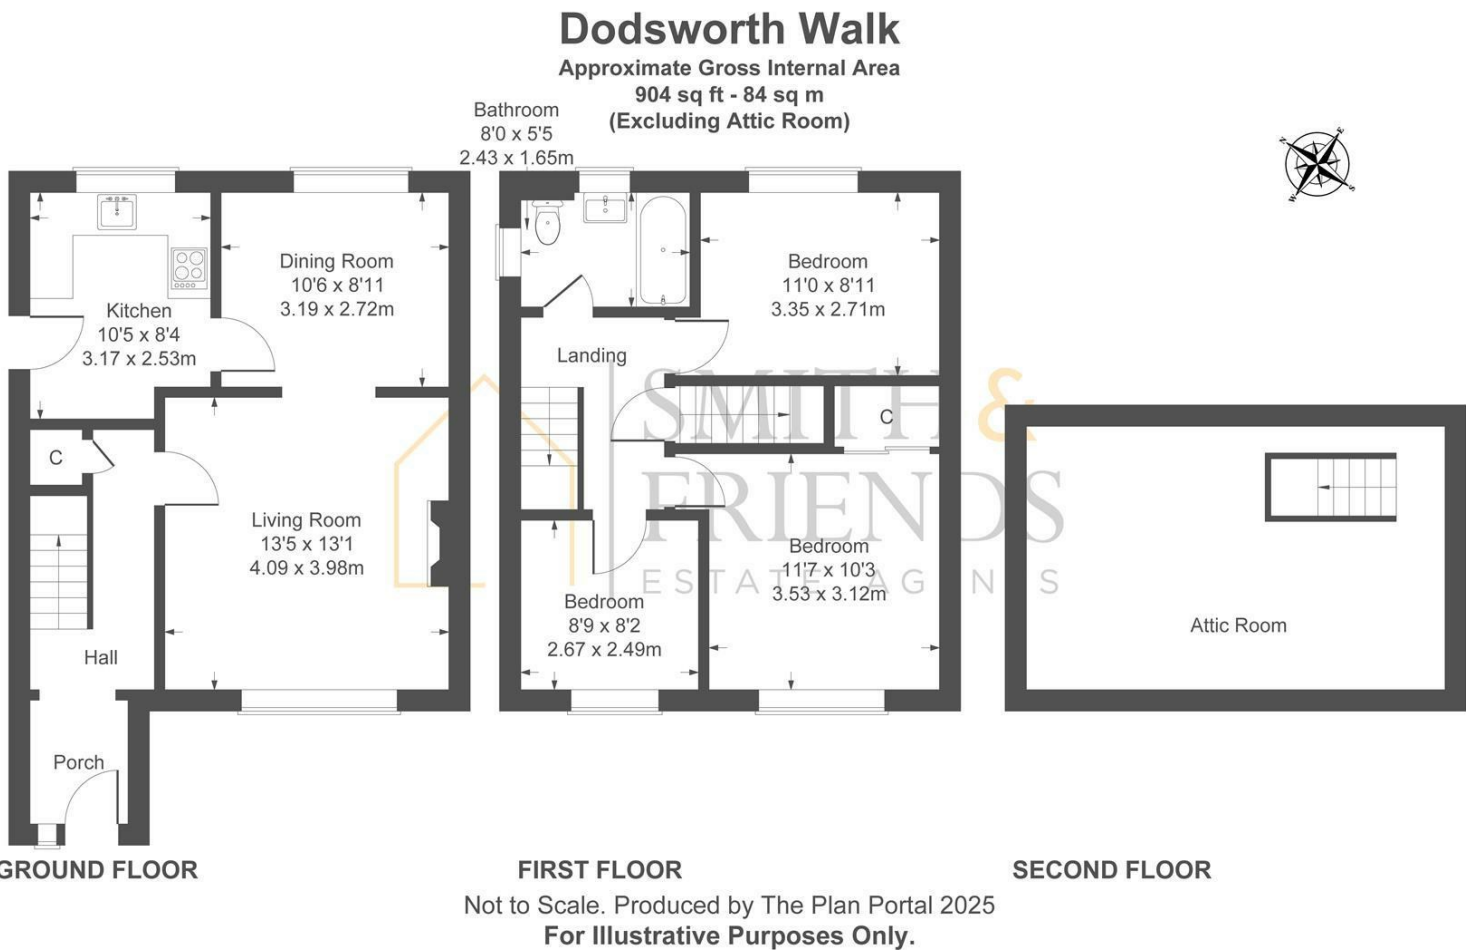 Dodsworth Walk
Approximate Gross Internal Area
904 sq ft - 84 sq m
(Excluding Attic Room)
Bathroom
8'0 x 5'5
2.43 x 1.65m
N
E
S
W
Kitchen
10'5 x 8'4
3.17 x 2.53m
Dining Room
10'6 x 8'11
3.19 x 2.72m
C
Living Room
13'5 x 13'1
4.09 x 3.98m
Hall
Porch
GROUND FLOOR
Bedroom
11'0 x 8'11
3.35 x 2.71m
Landing
C
Bedroom
11'7 x 10'3
3.53 x 3.12m
Bedroom
8'9 x 8'2
2.67 x 2.49m
SMITH &
FRIENDS
ESTATE AGENTS
FIRST FLOOR
Attic Room
SECOND FLOOR
Not to Scale. Produced by The Plan Portal 2025
For Illustrative Purposes Only.